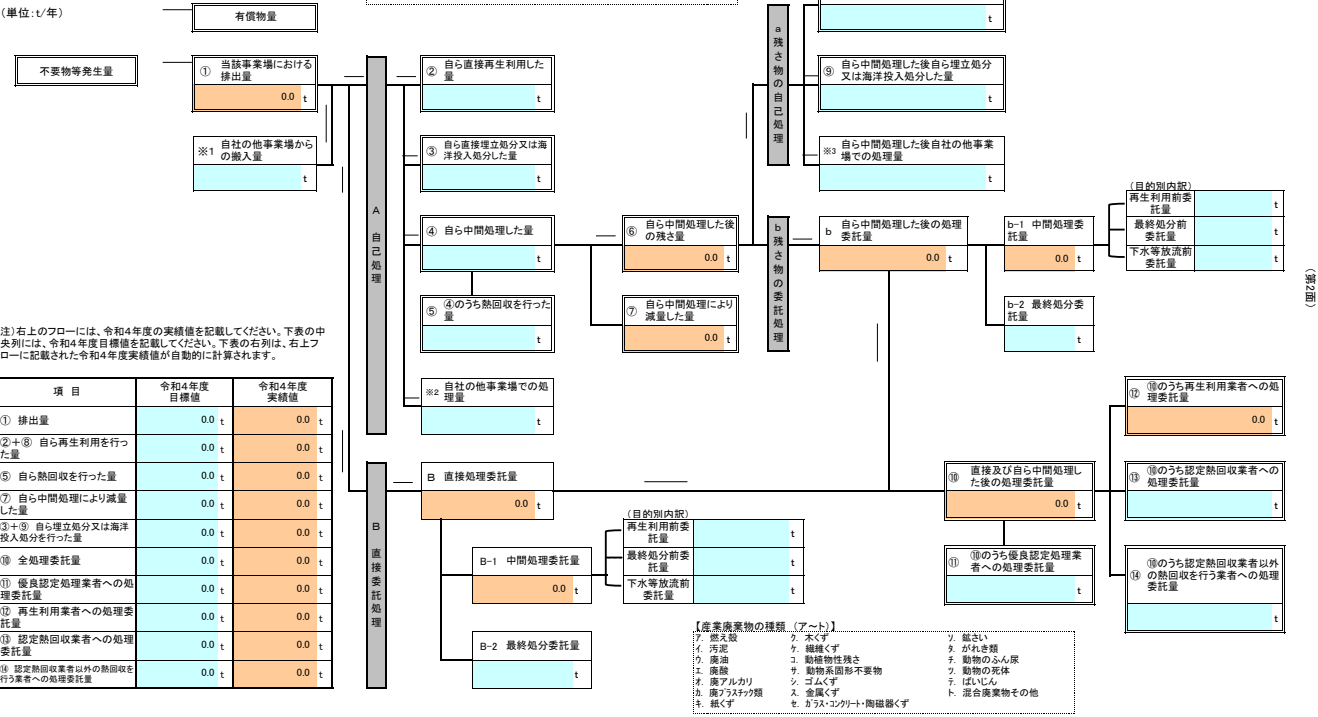 (単位:t/年)
有償物量
t
不要物等発生量
① 当該事業場における
排出量
0.0 t
※1 自社の他事業場から
の搬入量
t
A 自己処理
② 自ら直接再生利用した
量
t
③ 自ら直接埋立処分又は海
洋投入処分した量
t
④ 自ら中間処理した量
t
⑤ ④のうち熱回収を行った
量
t
※2 自社の他事業場での処
理量
t
⑥ 自ら中間処理した後
の残さ量
0.0 t
⑦ 自ら中間処理により
減量した量
0.0 t
a 残さ物の自己処理
⑨ 自ら中間処理した後自ら埋立処分
又は海洋投入処分した量
t
※3 自ら中間処理した後自社の他事業
場での処理量
t
b 残さ物の委託処理
b 自ら中間処理した後の処理
委託量
0.0 t
b-1 中間処理委
託量
0.0 t
b-2 最終処分委
託量
t
(目的別内訳)
再生利用前委
託量
t
最終処分前
委託量
t
下水等放流前
委託量
t
(第2面)
注)右上のフローには、令和4年度の実績値を記載してください。下表の中
央列には、令和4年度目標値を記載してください。下表の右列は、右上フ
ローに記載された令和4年度実績値が自動的に計算されます。
項 目 令和4年度
目標値 令和4年度
実績値
① 排出量 0.0 t 0.0 t
②+⑧ 自ら再生利用を行っ
た量 0.0 t 0.0 t
⑤ 自ら熱回収を行った量 0.0 t 0.0 t
⑦ 自ら中間処理により減量
した量 0.0 t 0.0 t
③+⑨ 自ら埋立処分又は海洋
投入処分を行った量 0.0 t 0.0 t
⑩ 全処理委託量 0.0 t 0.0 t
⑪ 優良認定処理業者への処
理委託量 0.0 t 0.0 t
⑫ 再生利用業者への処理委
託量 0.0 t 0.0 t
⑬ 認定熱回収業者への処理
委託量 0.0 t 0.0 t
⑭ 認定熱回収業者以外の熱回収を
行う業者への処理委託量 0.0 t 0.0 t
B 直接委託処理
B 直接処理委託量
0.0 t
B-1 中間処理委託量
0.0 t
B-2 最終処分委託量
t
(目的別内訳)
再生利用前委
託量
t
最終処分前委
託量
t
下水等放流前
委託量
t
⑩ 直接及び自ら中間処理し
た後の処理委託量
0.0 t
⑪ ⑩のうち優良認定処理業
者への処理委託量
t
⑫ ⑩のうち再生利用業者への処
理委託量
0.0 t
⑬ ⑩のうち認定熱回収業者への
処理委託量
t
⑭ ⑩のうち認定熱回収業者以外
の熱回収を行う業者への処理
委託量
t
【産業廃棄物の種類 (ア~ト)】
ア. 燃え殻 ク. 木くず ソ. 鉱さい
イ. 汚泥 ケ. 繊維くず タ. がれき類
ウ. 廃油 コ. 動植物性残さ チ. 動物のふん尿
エ. 廃酸 サ. 動物系固形不要物 ツ. 動物の死体
オ. 廃アルカリ シ. ゴムくず テ. ばいじん
カ. 廃プラスチック類 ス. 金属くず ト. 混合廃棄物その他
キ. 紙くず セ. ガラス・コンクリート・陶磁器くず